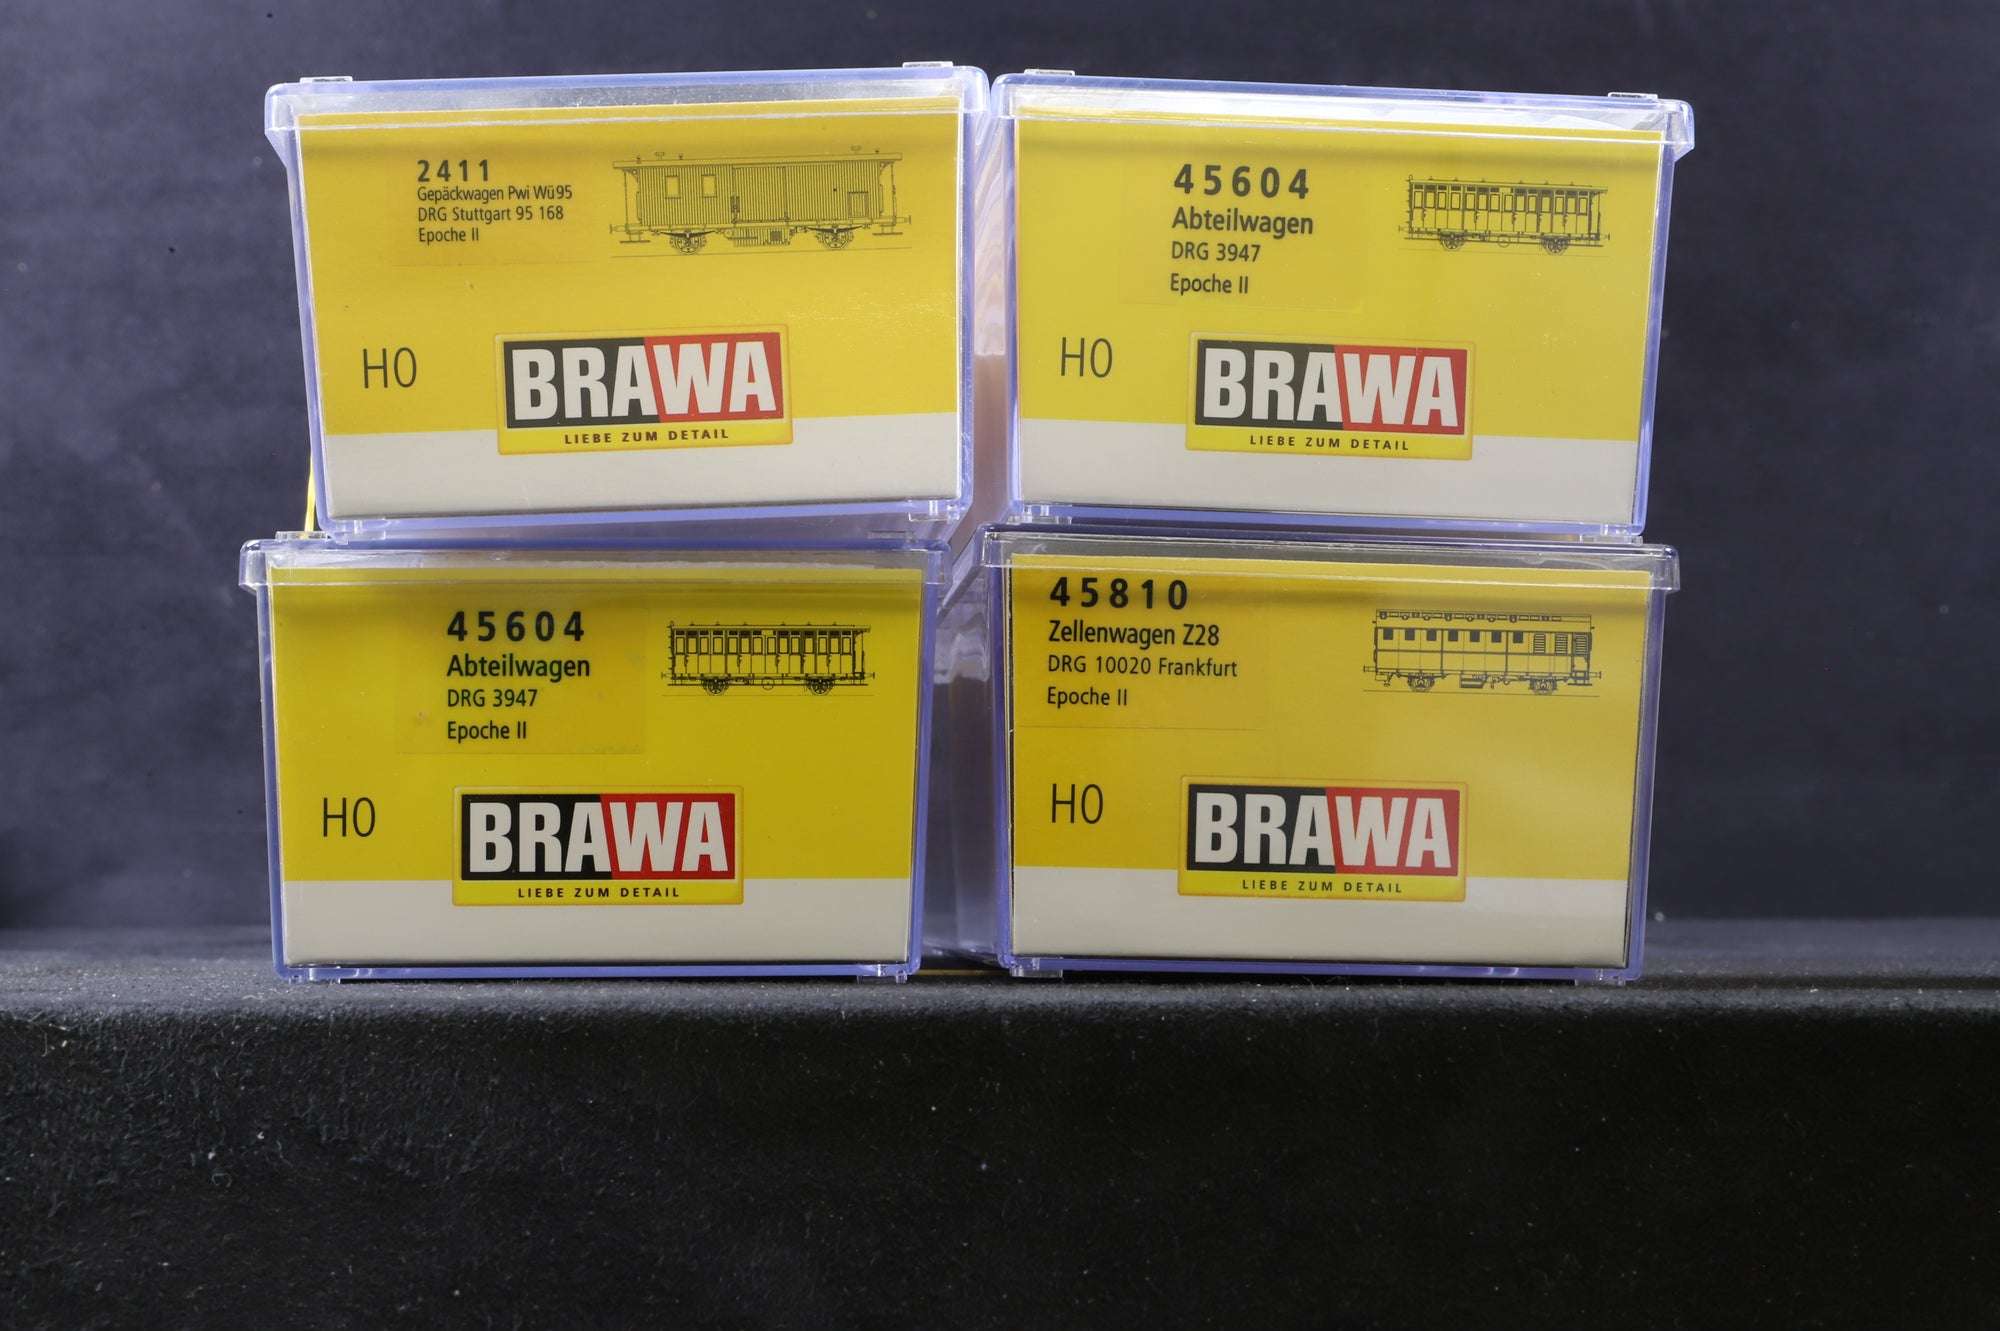 2411
Gepäckwagen Pwi Wü95
DRG Stuttgart 95 168
Epoche II
H0
BRAWA
LIEBE ZUM DETAIL
45604
Abteilwagen
DRG 3947
Epoche II
H0
BRAWA
LIEBE ZUM DETAIL
45604
Abteilwagen
DRG 3947
Epoche II
H0
BRAWA
LIEBE ZUM DETAIL
45810
Zellenwagen Z28
DRG 10020 Frankfurt
Epoche II
H0
BRAWA
LIEBE ZUM DETAIL